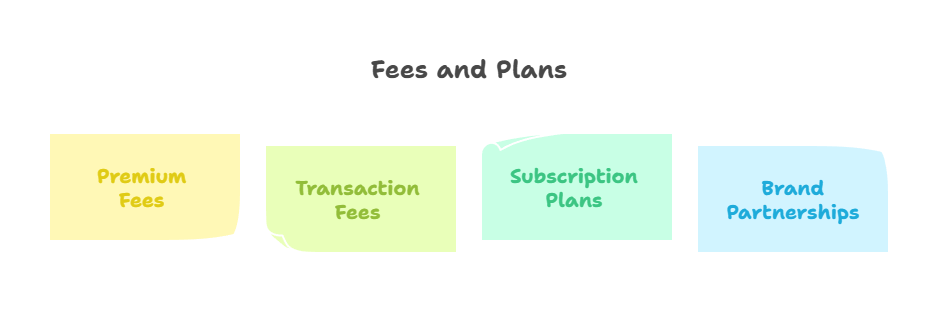 Fees and Plans
Premium
Fees
Transaction
Fees
Subscription
Plans
Brand
Partnerships